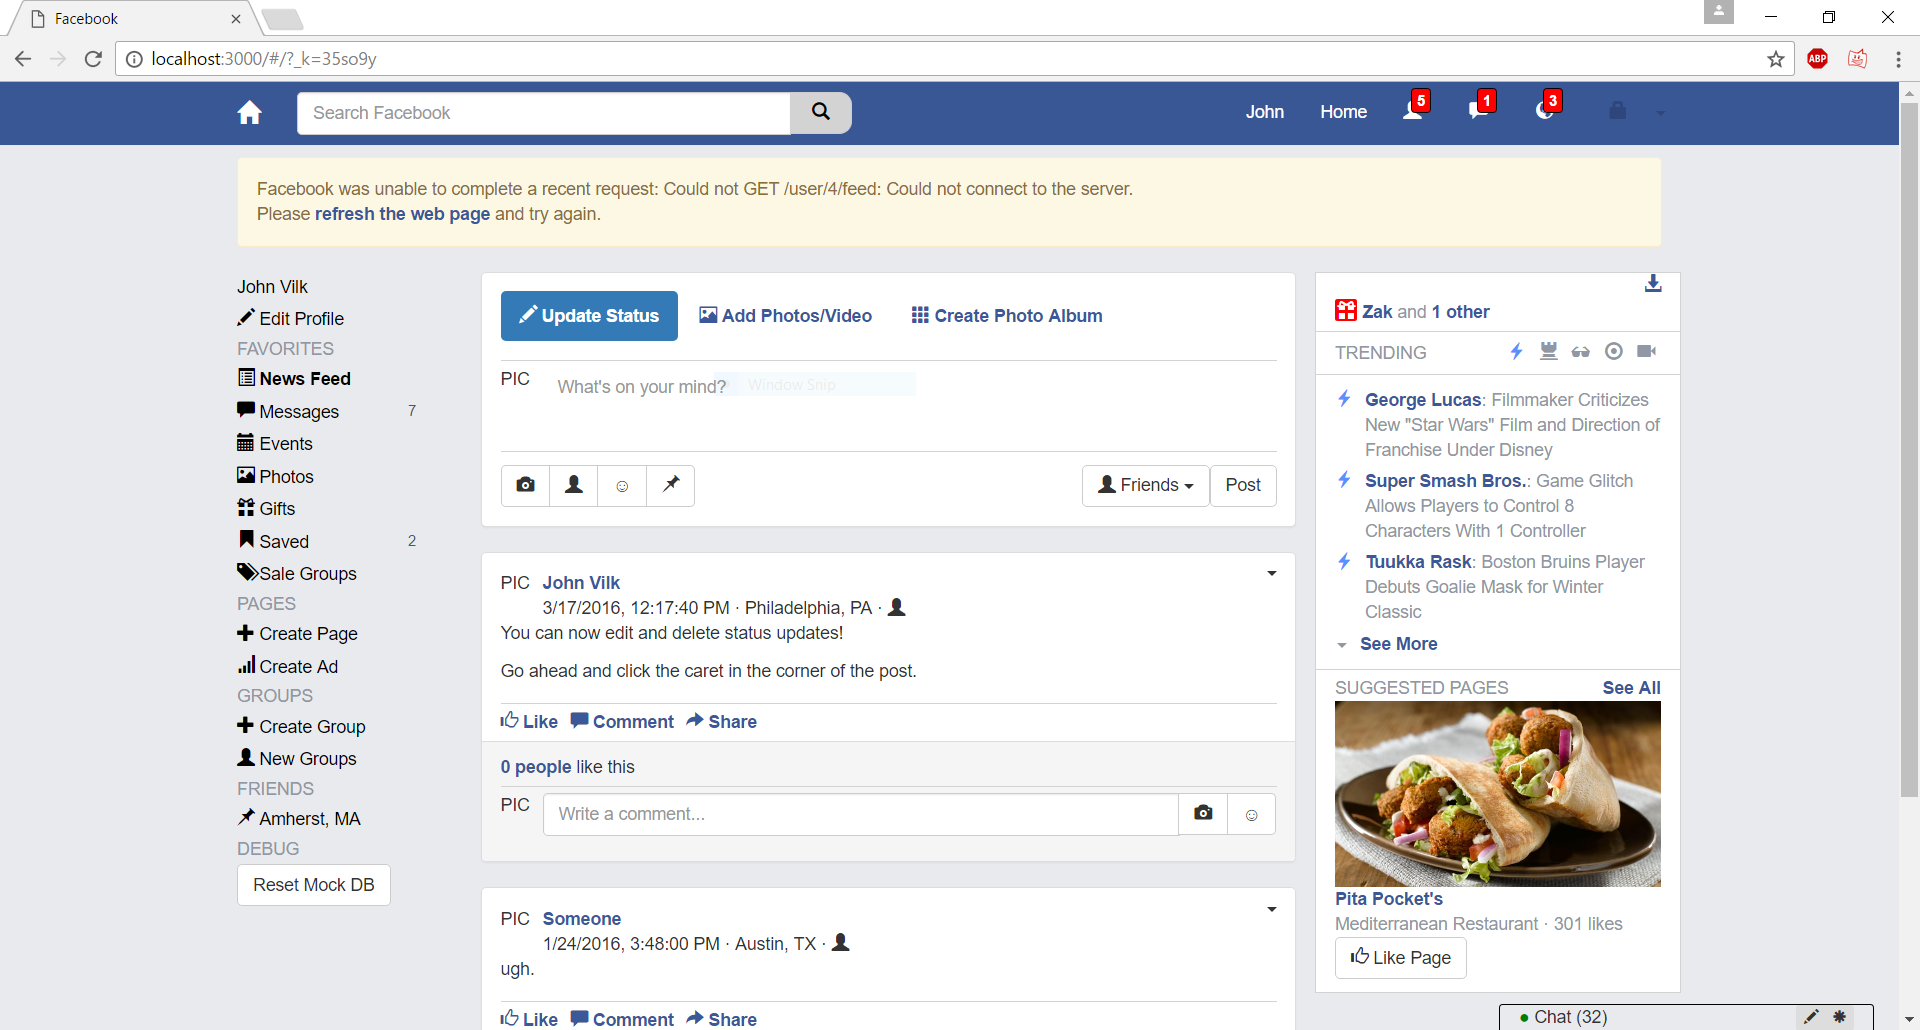 Facebook
localhost:3000/#/?_k=35so9y
ABP
Search Facebook
John
Home
5
1
3
Facebook was unable to complete a recent request: Could not GET /user/4/feed: Could not connect to the server.
Please refresh the web page and try again.
John Vilk
Edit Profile
FAVORITES
News Feed
Messages 7
Events
Photos
Gifts
Saved 2
Sale Groups
PAGES
Create Page
Create Ad
GROUPS
Create Group
New Groups
FRIENDS
Amherst, MA
DEBUG
Reset Mock DB
Update Status
Add Photos/Video
Create Photo Album
PIC
What's on your mind?
Window Snip
Friends
Post
PIC John Vilk
3/17/2016, 12:17:40 PM · Philadelphia, PA ·
You can now edit and delete status updates!
Go ahead and click the caret in the corner of the post.
Like Comment Share
0 people like this
PIC
Write a comment...
PIC Someone
1/24/2016, 3:48:00 PM · Austin, TX ·
ugh.
Like Comment Share
Zak and 1 other
TRENDING
George Lucas: Filmmaker Criticizes
New "Star Wars" Film and Direction of
Franchise Under Disney
Super Smash Bros.: Game Glitch
Allows Players to Control 8
Characters With 1 Controller
Tuukka Rask: Boston Bruins Player
Debuts Goalie Mask for Winter
Classic
See More
SUGGESTED PAGES See All
Pita Pocket's
Mediterranean Restaurant · 301 likes
Like Page
Chat (32)